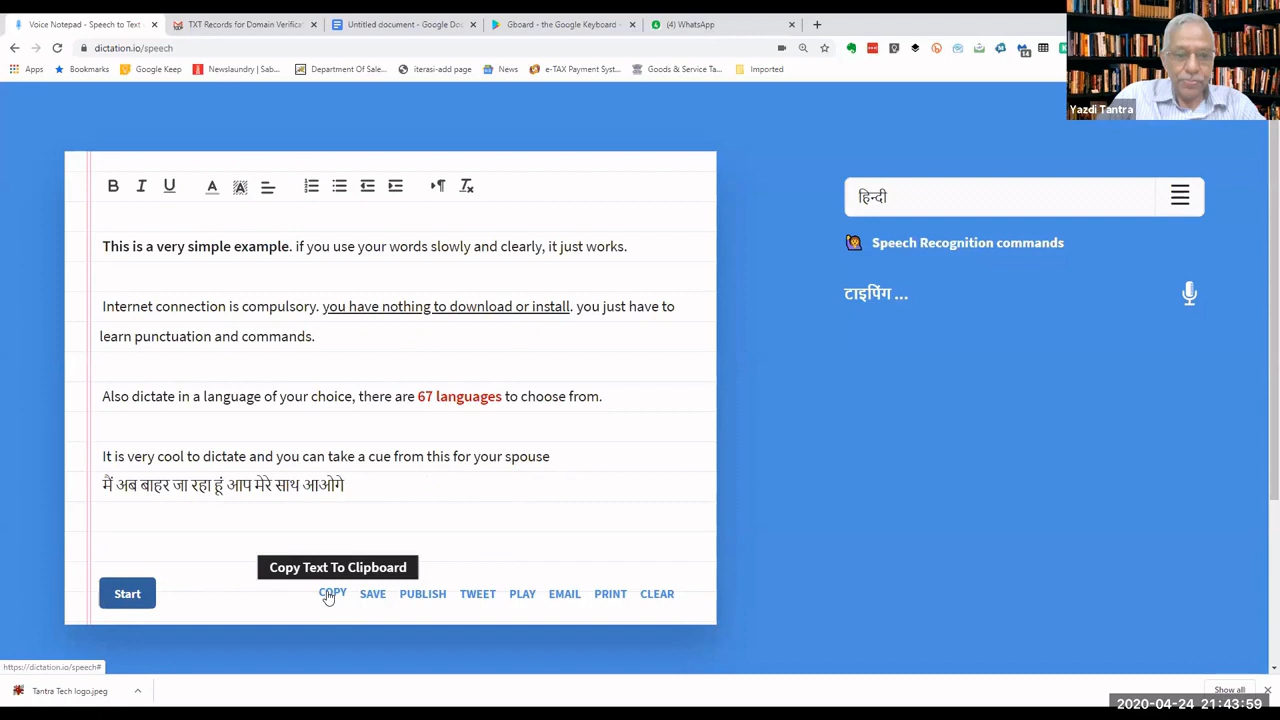 Voice Notepad - Speech to Text
TXT Records for Domain Verifica
Untitled document - Google Doc
Gboard - the Google Keyboard -
(4) WhatsApp
dictation.io/speech
Apps
Bookmarks
Google Keep
Newslaundry | Sab...
Department Of Sale...
iterasi-add page
News
e-TAX Payment Syst...
Goods & Service Ta...
Imported
14
Yazdi Tantra
B I U A A
हिन्दी
Speech Recognition commands
टाइपिंग ...
This is a very simple example. if you use your words slowly and clearly, it just works.
Internet connection is compulsory. you have nothing to download or install. you just have to
learn punctuation and commands.
Also dictate in a language of your choice, there are 67 languages to choose from.
It is very cool to dictate and you can take a cue from this for your spouse
मैं अब बाहर जा रहा हूं आप मेरे साथ आओगे
Copy Text To Clipboard
Start
COPY SAVE PUBLISH TWEET PLAY EMAIL PRINT CLEAR
https://dictation.io/speech#
Tantra Tech logo.jpeg
Show all
2020-04-24 21:43:59